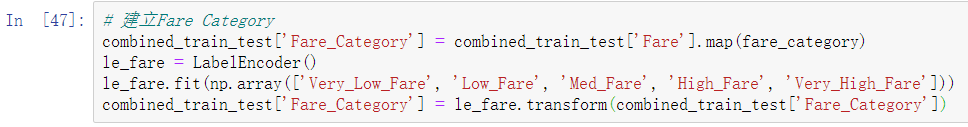 In [47]: # 建立Fare Category
combined_train_test['Fare_Category'] = combined_train_test['Fare'].map(fare_category)
le_fare = LabelEncoder()
le_fare.fit(np.array(['Very_Low_Fare', 'Low_Fare', 'Med_Fare', 'High_Fare', 'Very_High_Fare']))
combined_train_test['Fare_Category'] = le_fare.transform(combined_train_test['Fare_Category'])